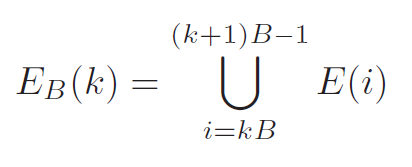 E_B(k) = \bigcup_{i=kB}^{(k+1)B-1} E(i)